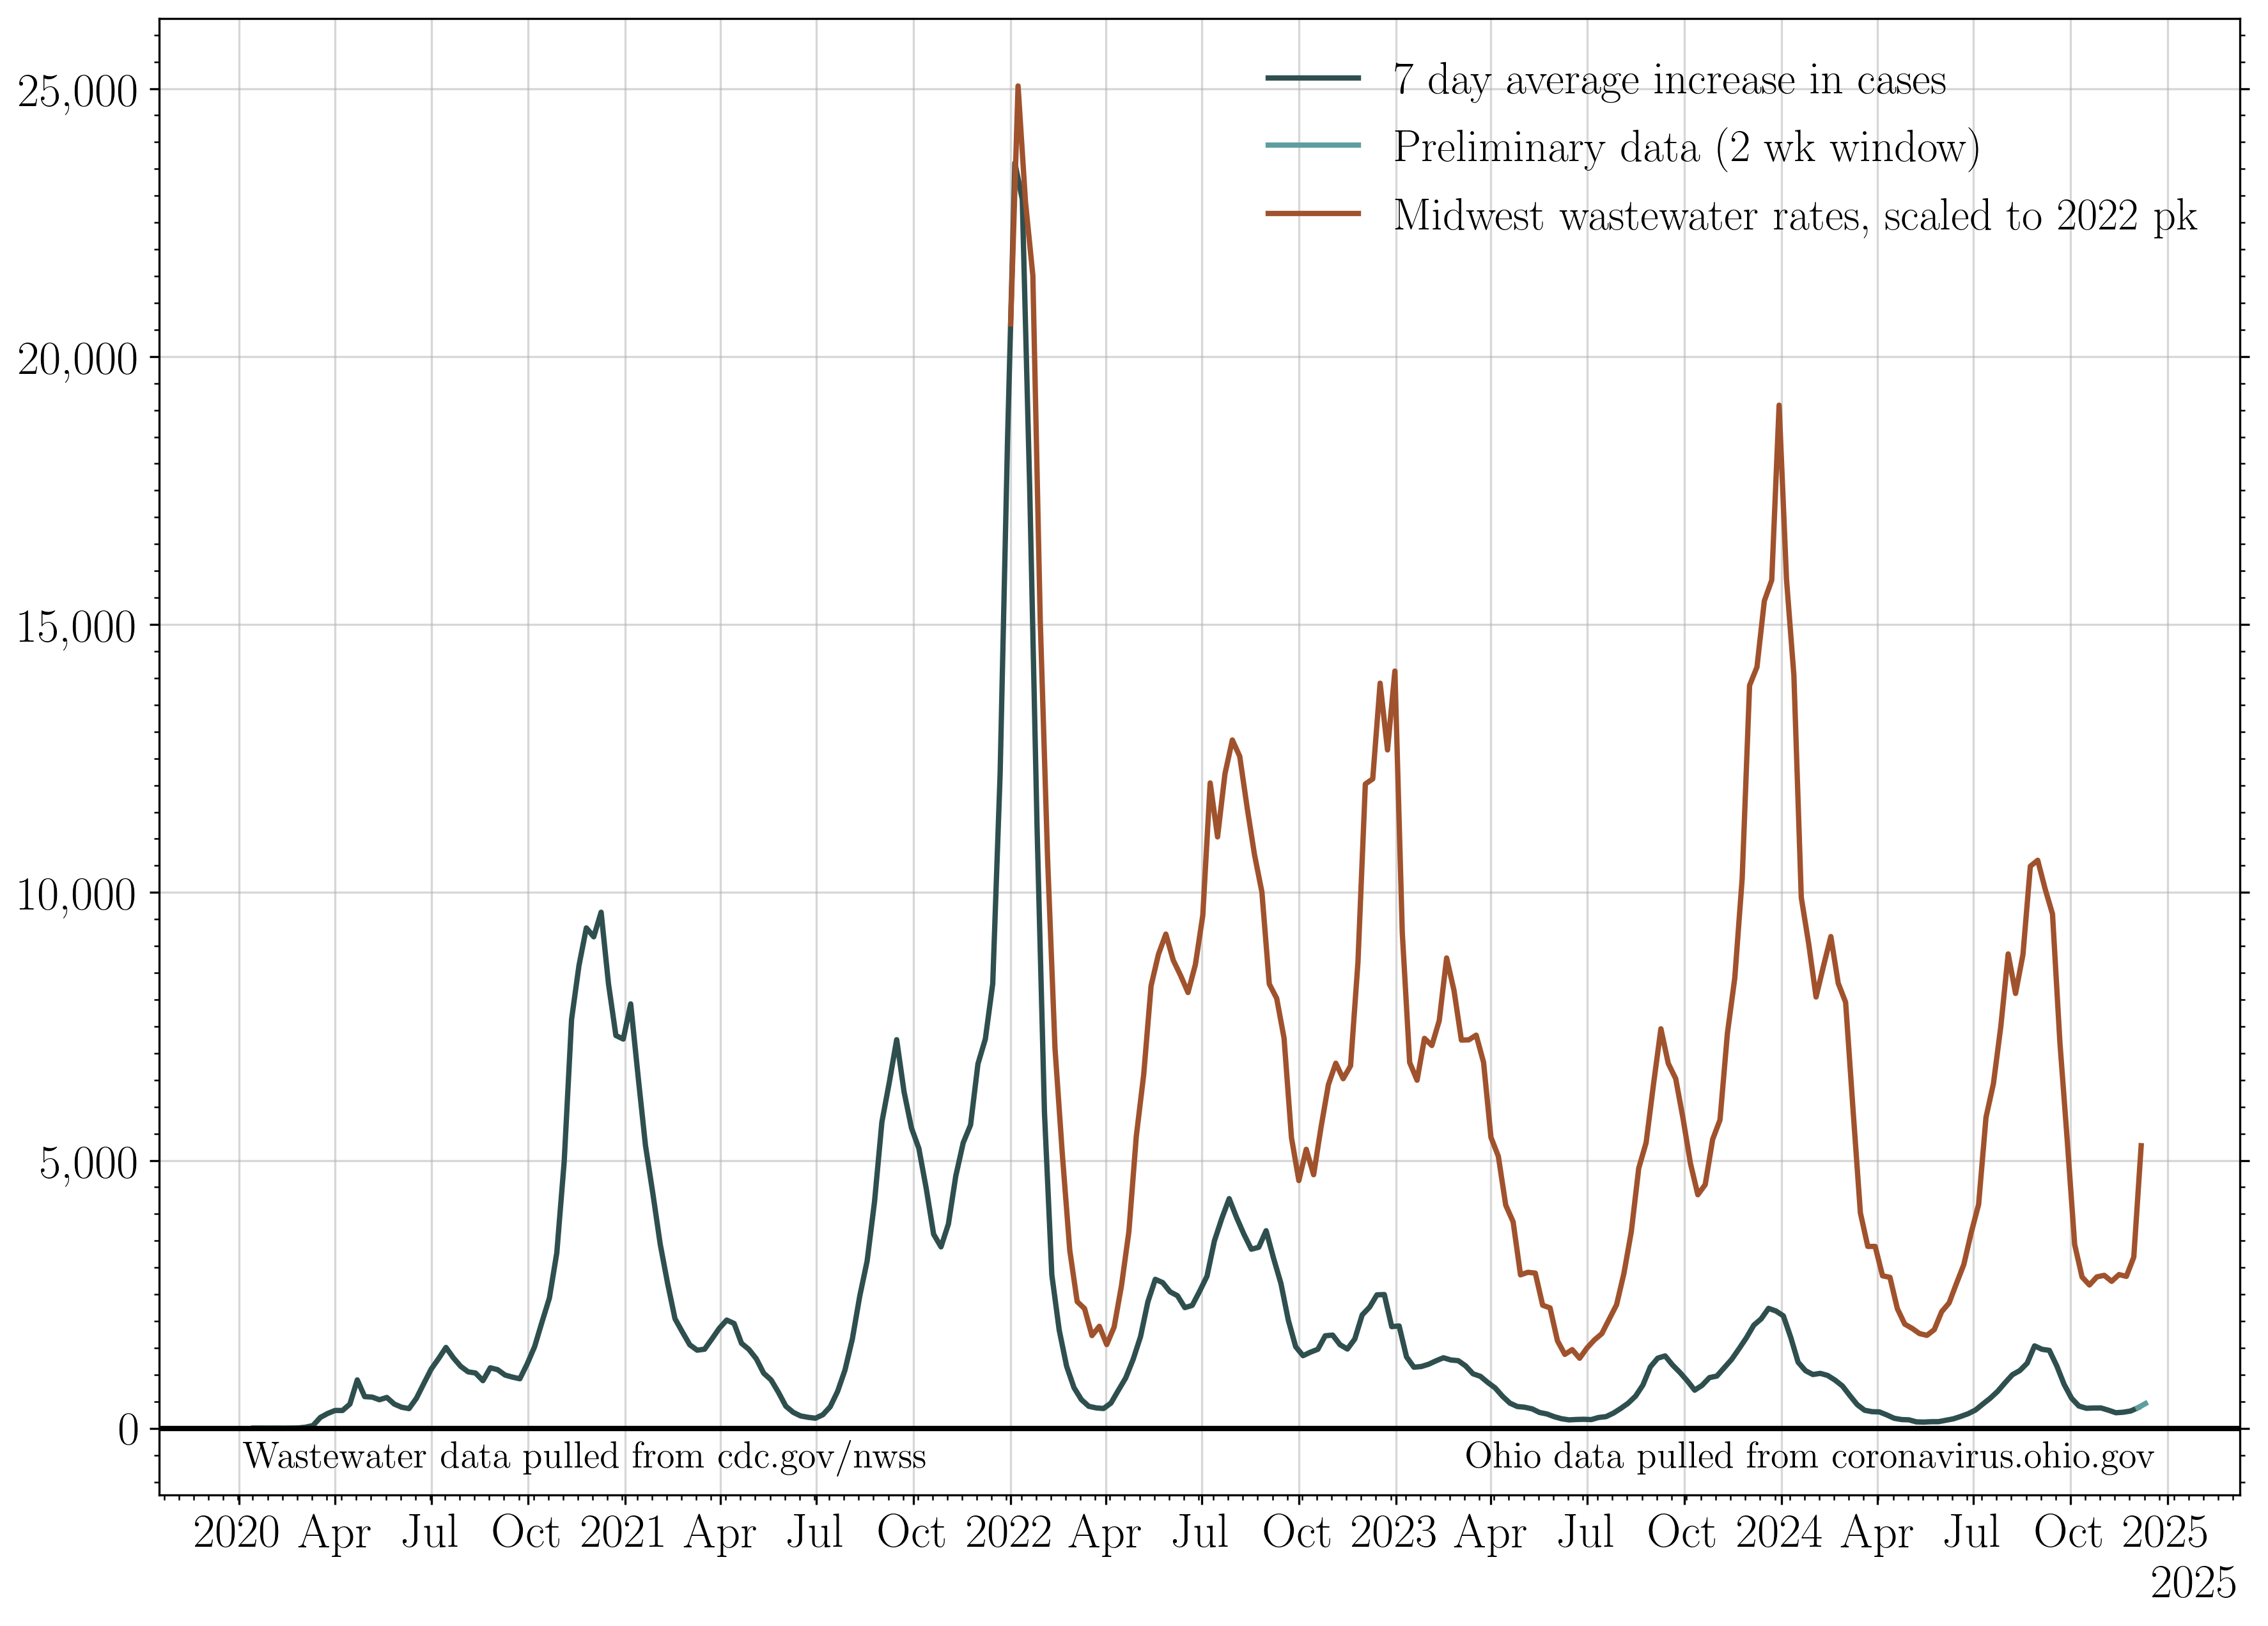 25,000
20,000
15,000
10,000
5,000
0
7 day average increase in cases
Preliminary data (2 wk window)
Midwest wastewater rates, scaled to 2022 pk
Wastewater data pulled from cdc.gov/nwss
Ohio data pulled from coronavirus.ohio.gov
2020 Apr Jul Oct 2021 Apr Jul Oct 2022 Apr Jul Oct 2023 Apr Jul Oct 2024 Apr Jul Oct 2025
2025